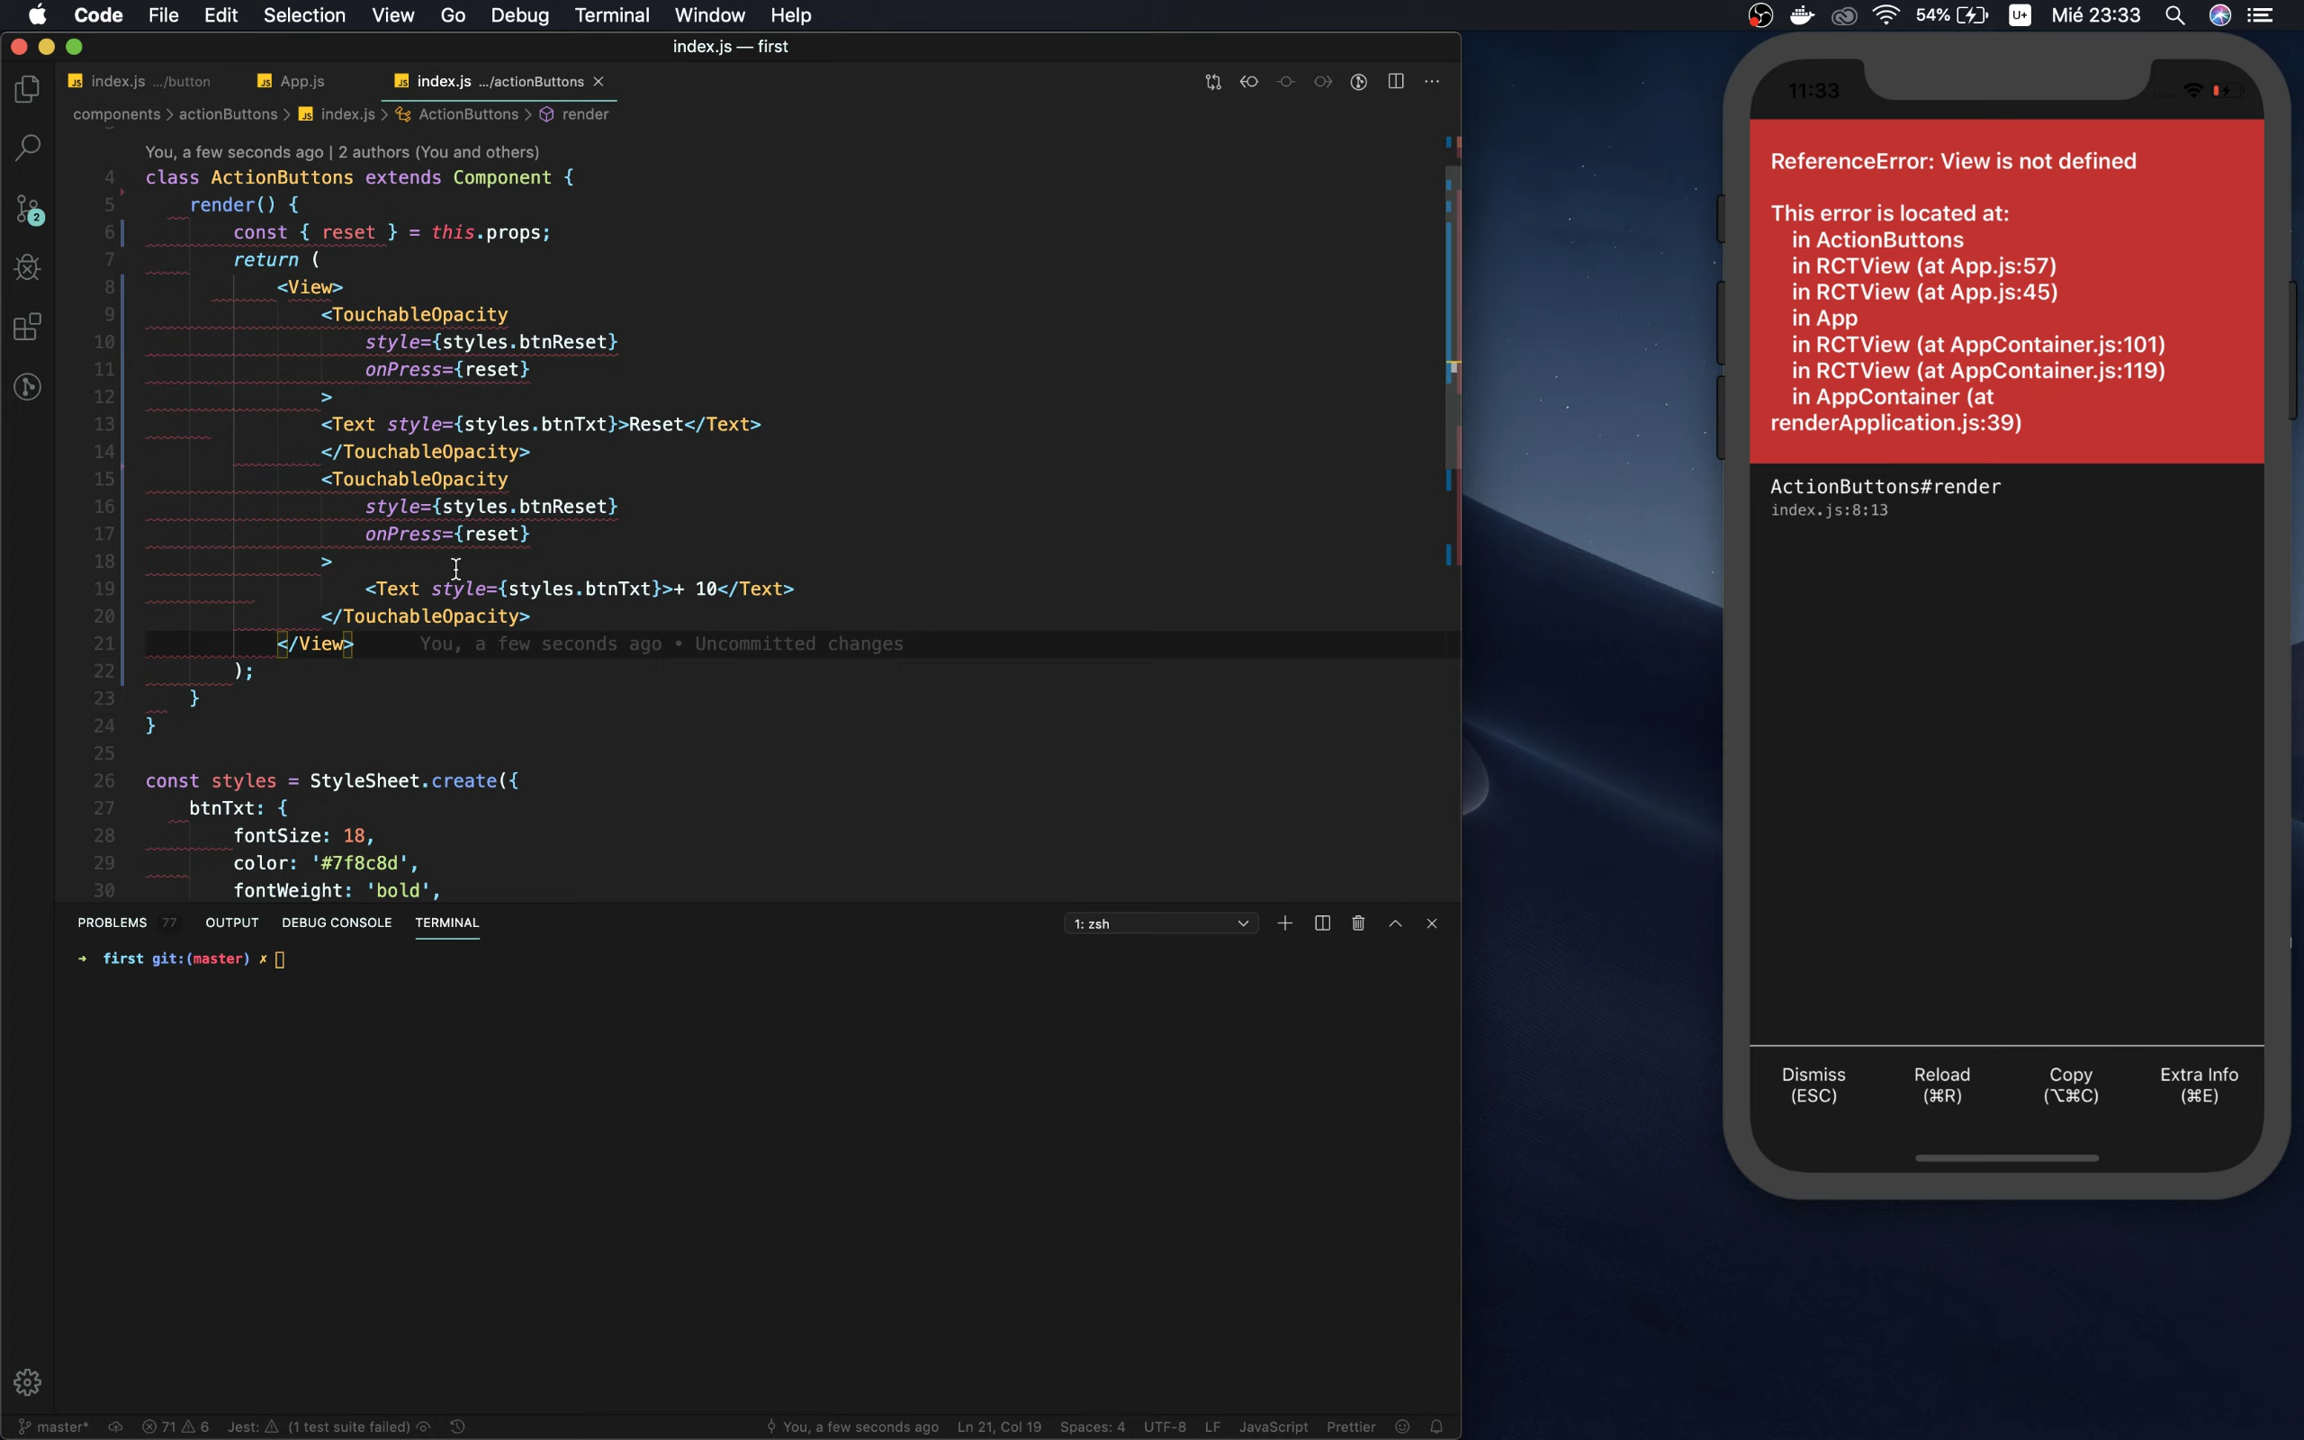 Code File Edit Selection View Go Debug Terminal Window Help
54% U+ Mié 23:33
index.js — first
JS index.js .../button JS App.js JS index.js .../actionButtons
components > actionButtons > JS index.js > ActionButtons > render
You, a few seconds ago | 2 authors (You and others)
4 class ActionButtons extends Component {
5 render() {
6 const { reset } = this.props;
7 return (
8 <View>
9 <TouchableOpacity
10 style={styles.btnReset}
11 onPress={reset}
12 >
13 <Text style={styles.btnTxt}>Reset</Text>
14 </TouchableOpacity>
15 <TouchableOpacity
16 style={styles.btnReset}
17 onPress={reset}
18 >
19 <Text style={styles.btnTxt}>+ 10</Text>
20 </TouchableOpacity>
21 </View> You, a few seconds ago • Uncommitted changes
22 );
23 }
24 }
25
26 const styles = StyleSheet.create({
27 btnTxt: {
28 fontSize: 18,
29 color: '#7f8c8d',
30 fontWeight: 'bold',
2
PROBLEMS 77 OUTPUT DEBUG CONSOLE TERMINAL 1: zsh
→ first git:(master) ✗
master* 71 6 Jest: (1 test suite failed) You, a few seconds ago Ln 21, Col 19 Spaces: 4 UTF-8 LF JavaScript Prettier
11:33
ReferenceError: View is not defined
This error is located at:
in ActionButtons
in RCTView (at App.js:57)
in RCTView (at App.js:45)
in App
in RCTView (at AppContainer.js:101)
in RCTView (at AppContainer.js:119)
in AppContainer (at
renderApplication.js:39)
ActionButtons#render
index.js:8:13
Dismiss Reload Copy Extra Info
(ESC) (⌘R) (⌥⌘C) (⌘E)